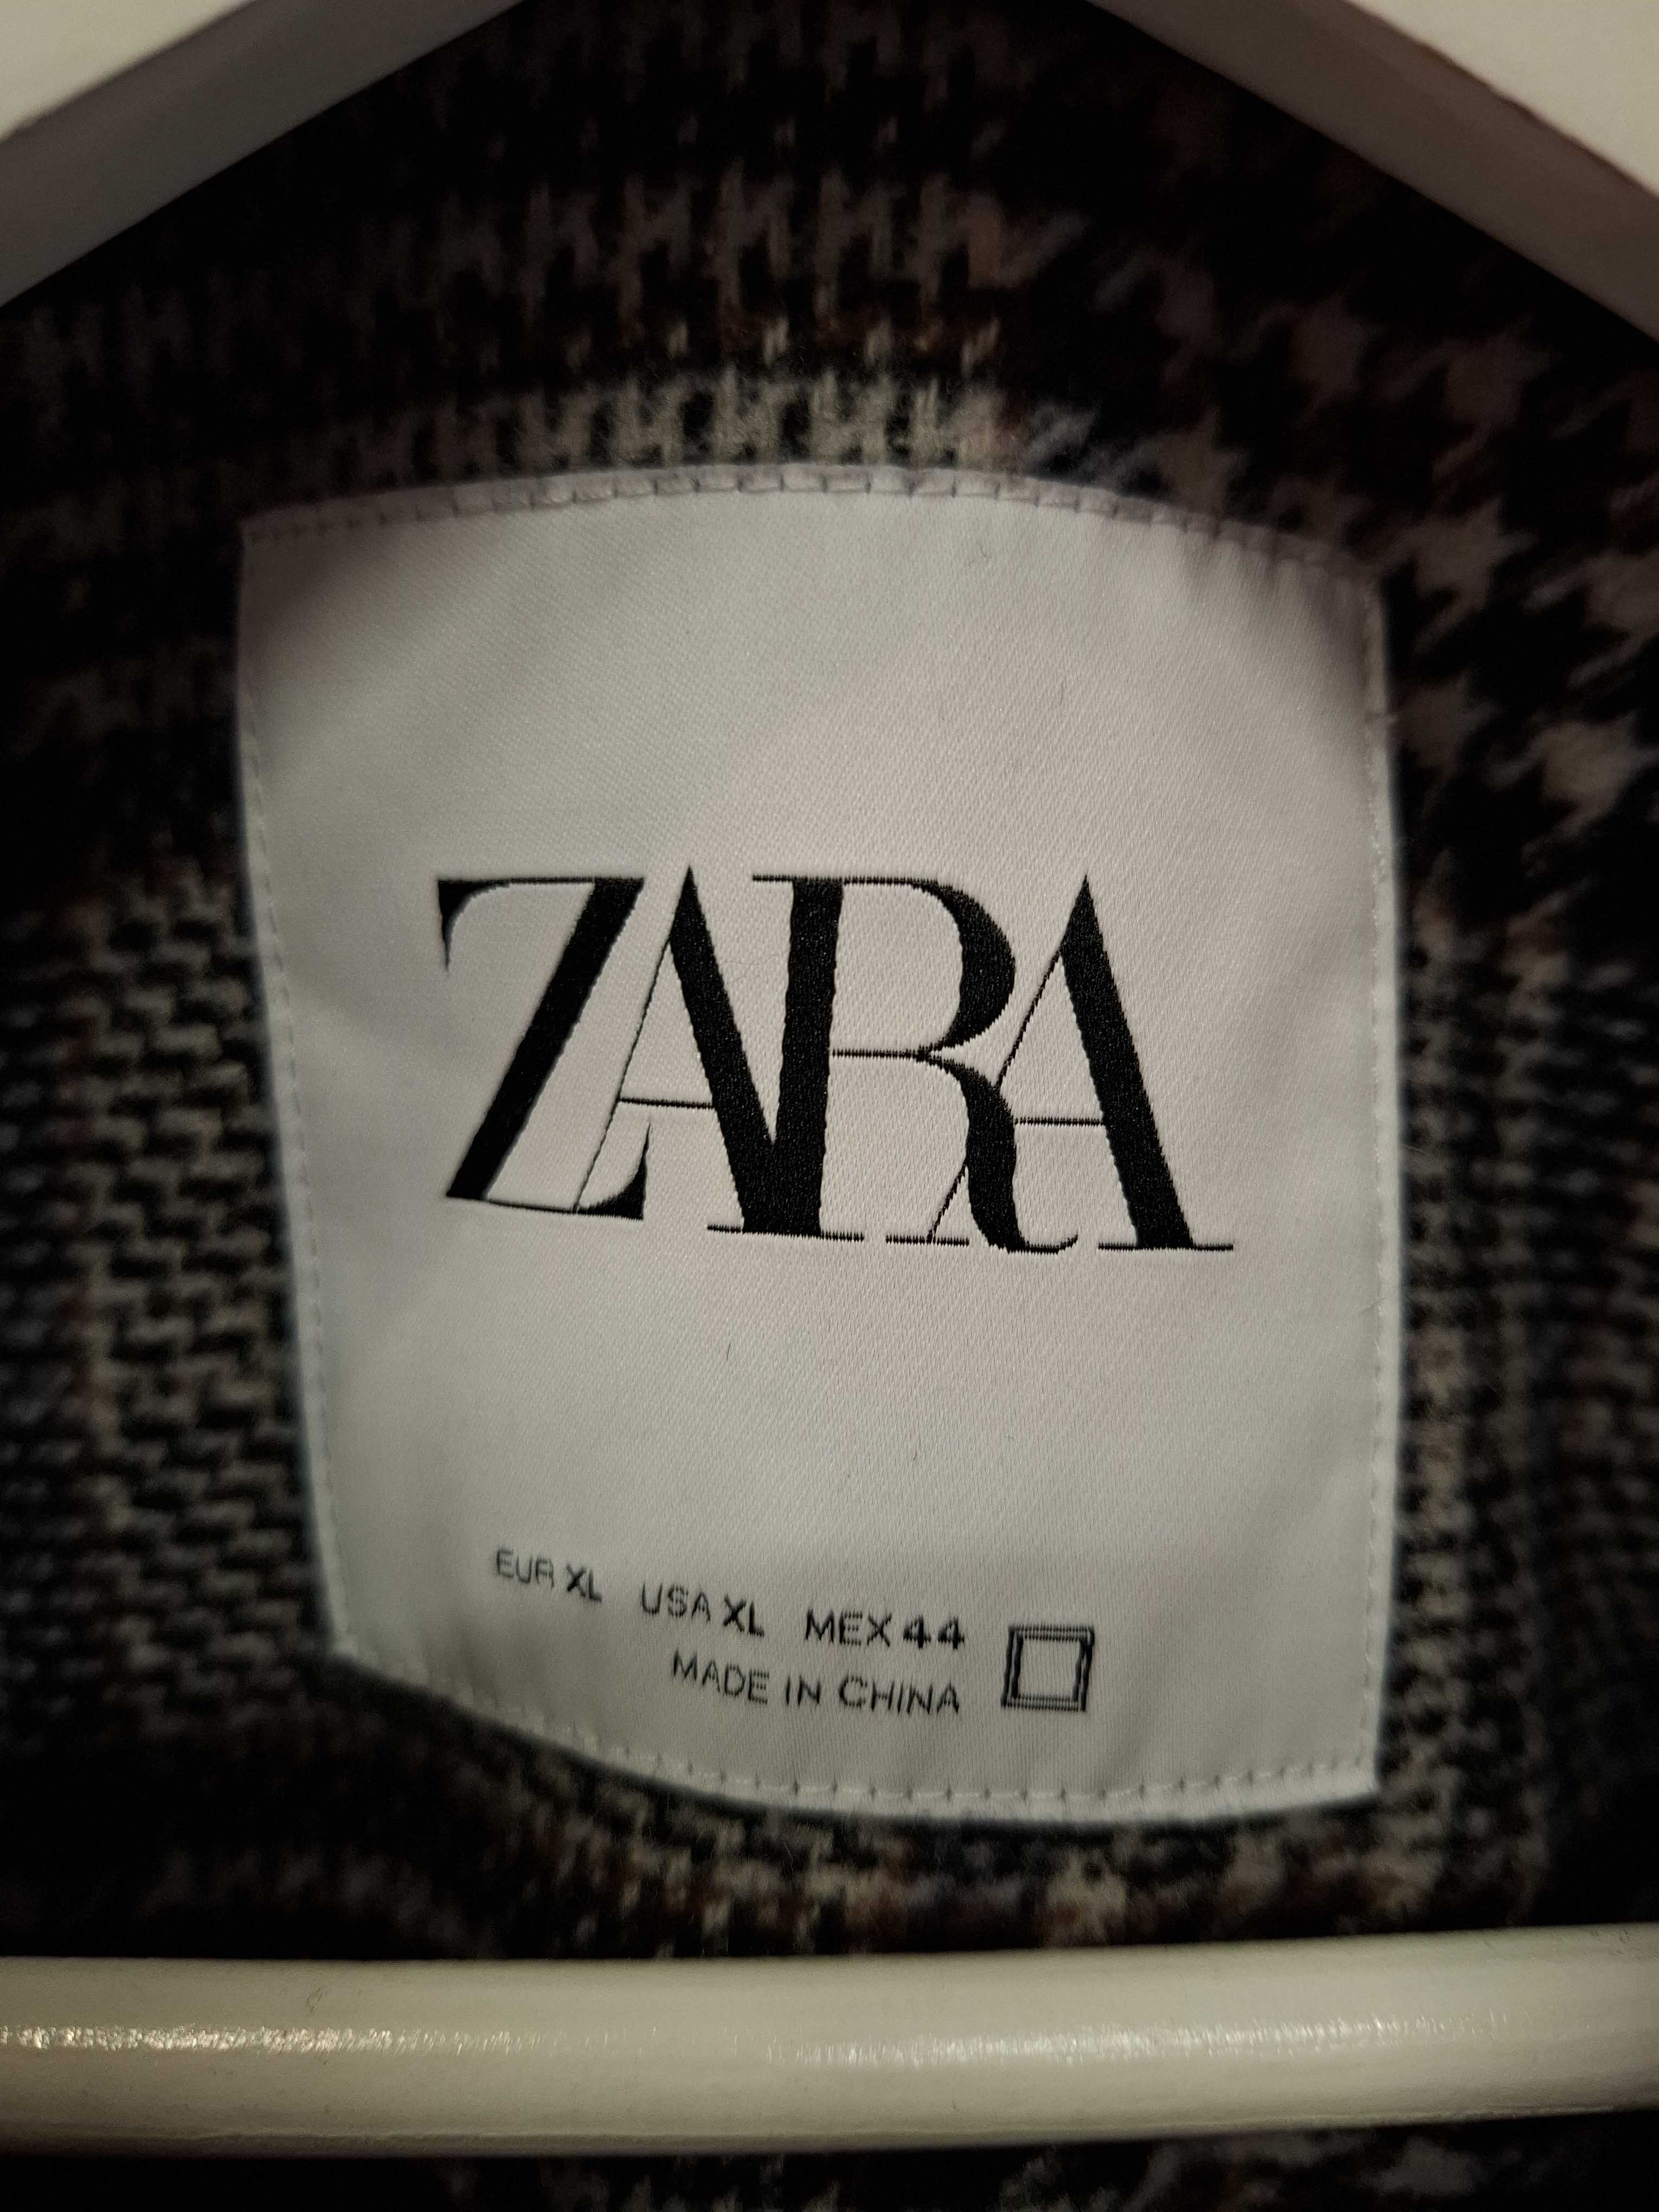 ZARA
EUR XL USA XL MEX 44
MADE IN CHINA